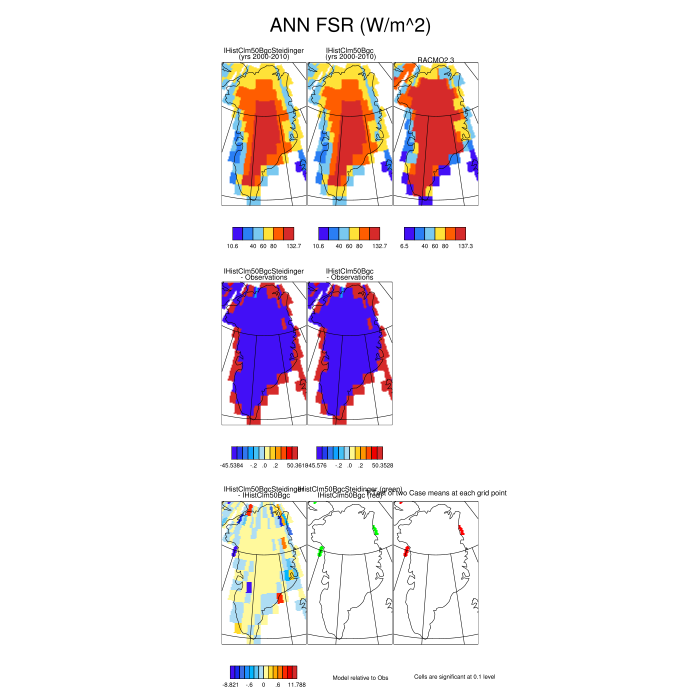 ANN FSR (W/m^2)
IHistClm50BgcSteidinger
(yrs 2000-2010)
IHistClm50Bgc
(yrs 2000-2010)
RACMO2.3
10.6 40 60 80 132.7
10.6 40 60 80 132.7
6.5 40 60 80 137.3
IHistClm50BgcSteidinger
- Observations
IHistClm50Bgc
- Observations
-45.5384 -.2 .0 .2 50.3618
-45.576 -.2 .0 .2 50.3528
IHistClm50BgcSteidinger
- IHistClm50Bgc
IHistClm50BgcSteidinger (green)
IHistClm50Bgc (red)
of two Case means at each grid point
-8.821 -.6 0 .6 11.788
Model relative to Obs
Cells are significant at 0.1 level